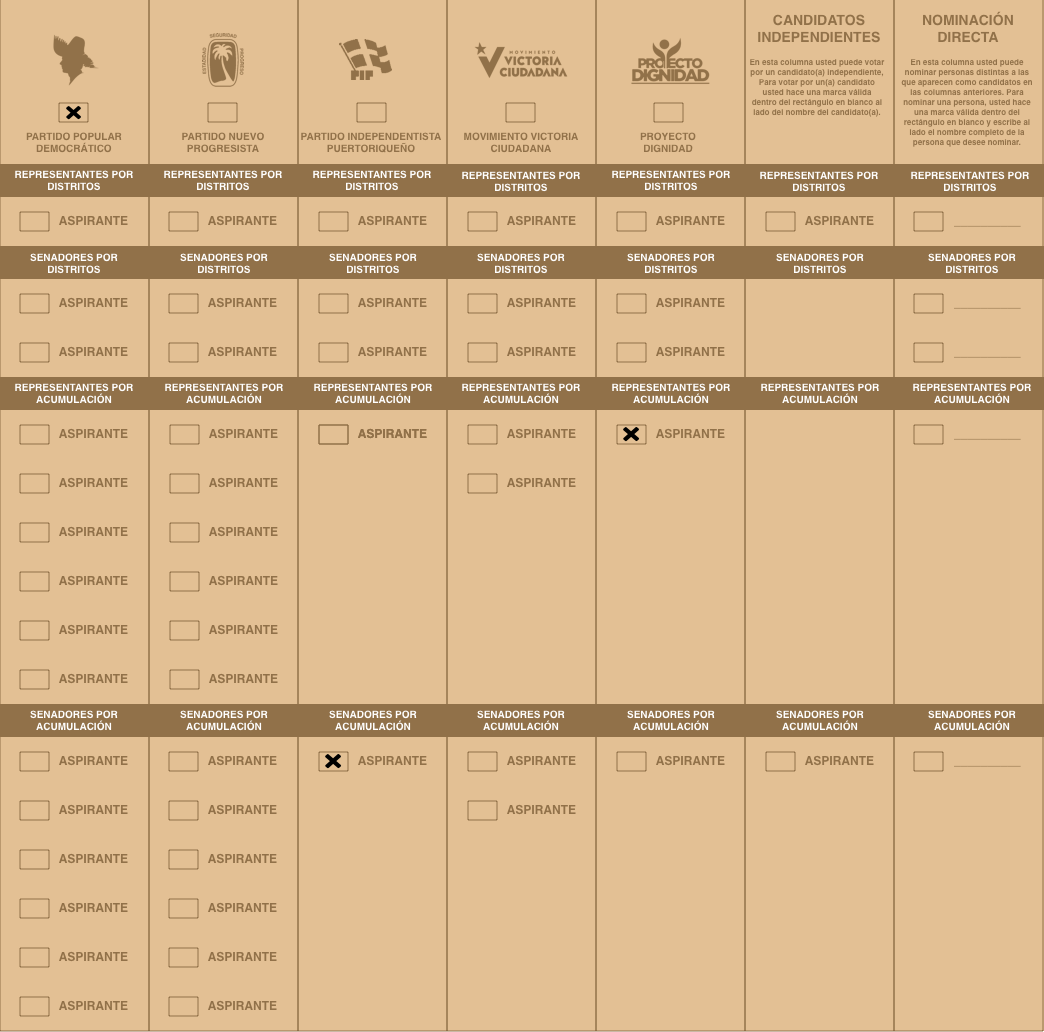 SEGURIDAD
ESTADIDAD
PROGRESO
PIP
MOVIMIENTO
VICTORIA
CIUDADANA
PROYECTO
DIGNIDAD
PARTIDO POPULAR
DEMOCRÁTICO
PARTIDO NUEVO
PROGRESISTA
PARTIDO INDEPENDENTISTA
PUERTORIQUEÑO
MOVIMIENTO VICTORIA
CIUDADANA
PROYECTO
DIGNIDAD
CANDIDATOS
INDEPENDIENTES
En esta columna usted puede votar
por un candidato(a) independiente,
Para votar por un(a) candidato
usted hace una marca válida
dentro del rectángulo en blanco al
lado del nombre del candidato(a).
NOMINACIÓN
DIRECTA
En esta columna usted puede
nominar personas distintas a las
que aparecen como candidatos en
las columnas anteriores. Para
nominar una persona, usted hace
una marca válida dentro del
rectángulo en blanco y escribe al
lado el nombre completo de la
persona que desee nominar.
REPRESENTANTES POR REPRESENTANTES POR REPRESENTANTES POR REPRESENTANTES POR REPRESENTANTES POR REPRESENTANTES POR REPRESENTANTES POR
DISTRITOS DISTRITOS DISTRITOS DISTRITOS DISTRITOS DISTRITOS DISTRITOS
ASPIRANTE ASPIRANTE ASPIRANTE ASPIRANTE ASPIRANTE ASPIRANTE
SENADORES POR SENADORES POR SENADORES POR SENADORES POR SENADORES POR SENADORES POR SENADORES POR
DISTRITOS DISTRITOS DISTRITOS DISTRITOS DISTRITOS DISTRITOS DISTRITOS
ASPIRANTE ASPIRANTE ASPIRANTE ASPIRANTE ASPIRANTE
ASPIRANTE ASPIRANTE ASPIRANTE ASPIRANTE ASPIRANTE
REPRESENTANTES POR REPRESENTANTES POR REPRESENTANTES POR REPRESENTANTES POR REPRESENTANTES POR REPRESENTANTES POR REPRESENTANTES POR
ACUMULACIÓN ACUMULACIÓN ACUMULACIÓN ACUMULACIÓN ACUMULACIÓN ACUMULACIÓN ACUMULACIÓN
ASPIRANTE ASPIRANTE ASPIRANTE ASPIRANTE ASPIRANTE
ASPIRANTE ASPIRANTE ASPIRANTE
ASPIRANTE ASPIRANTE
ASPIRANTE ASPIRANTE
ASPIRANTE ASPIRANTE
ASPIRANTE ASPIRANTE
SENADORES POR SENADORES POR SENADORES POR SENADORES POR SENADORES POR SENADORES POR SENADORES POR
ACUMULACIÓN ACUMULACIÓN ACUMULACIÓN ACUMULACIÓN ACUMULACIÓN ACUMULACIÓN ACUMULACIÓN
ASPIRANTE ASPIRANTE ASPIRANTE ASPIRANTE ASPIRANTE ASPIRANTE
ASPIRANTE ASPIRANTE ASPIRANTE
ASPIRANTE ASPIRANTE
ASPIRANTE ASPIRANTE
ASPIRANTE ASPIRANTE
ASPIRANTE ASPIRANTE